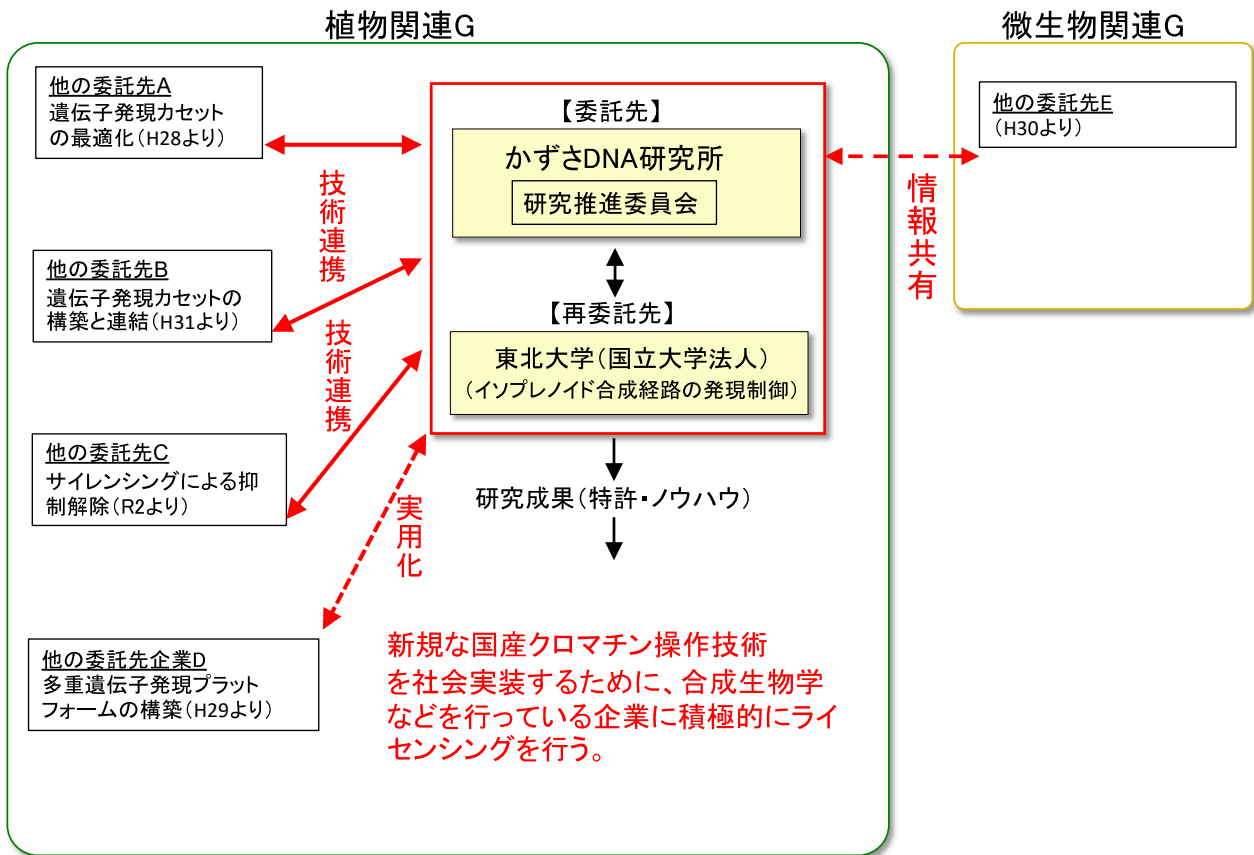 植物関連G
微生物関連G
他の委託先A
遺伝子発現カセット
の最適化(H28より)
技術連携
他の委託先B
遺伝子発現カセットの
構築と連結(H31より)
技術連携
他の委託先C
サイレンシングによる抑
制解除(R2より)
実用化
他の委託先企業D
多重遺伝子発現プラット
フォームの構築(H29より)
【委託先】
かずさDNA研究所
研究推進委員会
【再委託先】
東北大学(国立大学法人)
(イソプレノイド合成経路の発現制御)
研究成果(特許・ノウハウ)
新規な国産クロマチン操作技術
を社会実装するために、合成生物学
などを行っている企業に積極的にライ
センシングを行う。
情報共有
他の委託先E
(H30より)